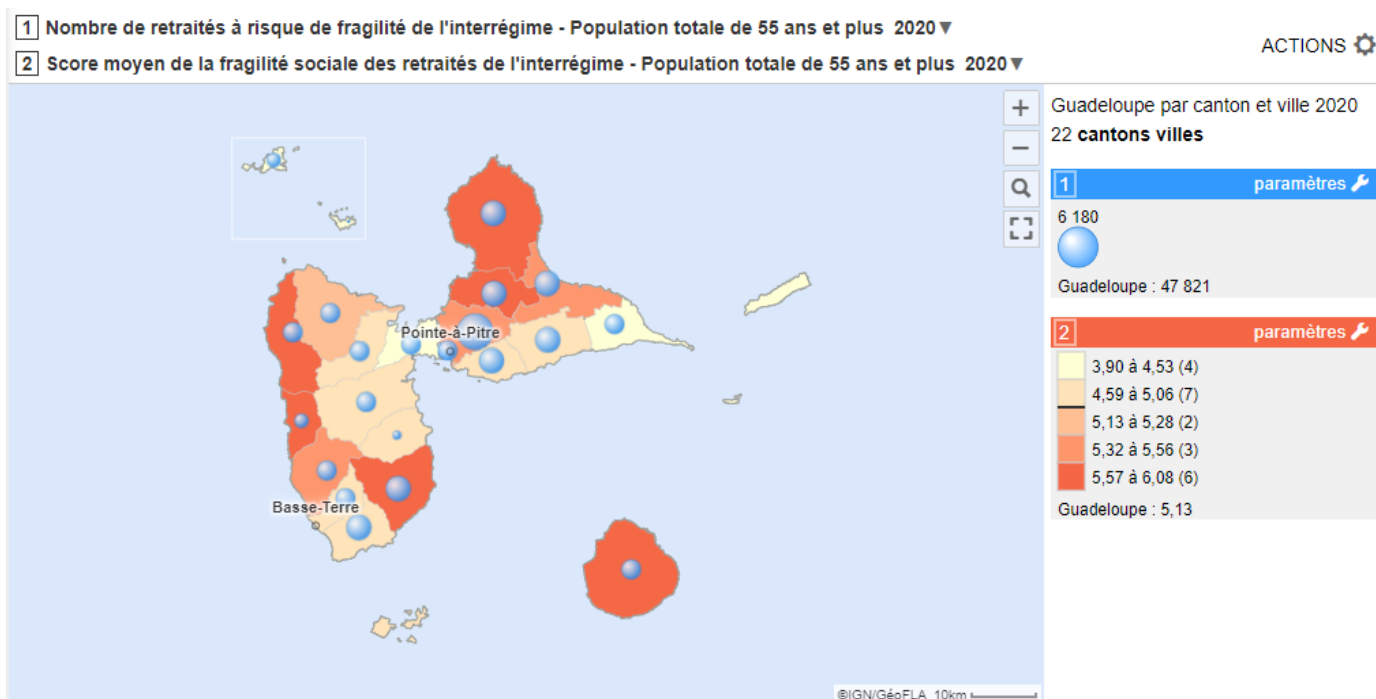 1 Nombre de retraités à risque de fragilité de l'interrégime - Population totale de 55 ans et plus 2020▼
2 Score moyen de la fragilité sociale des retraités de l'interrégime - Population totale de 55 ans et plus 2020▼
ACTIONS
Guadeloupe par canton et ville 2020
22 cantons villes
1 paramètres
6 180
Guadeloupe : 47 821
2 paramètres
3,90 à 4,53 (4)
4,59 à 5,06 (7)
5,13 à 5,28 (2)
5,32 à 5,56 (3)
5,57 à 6,08 (6)
Guadeloupe : 5,13
Pointe-à-Pitre
Basse-Terre
©IGN/GéoFLA 10km